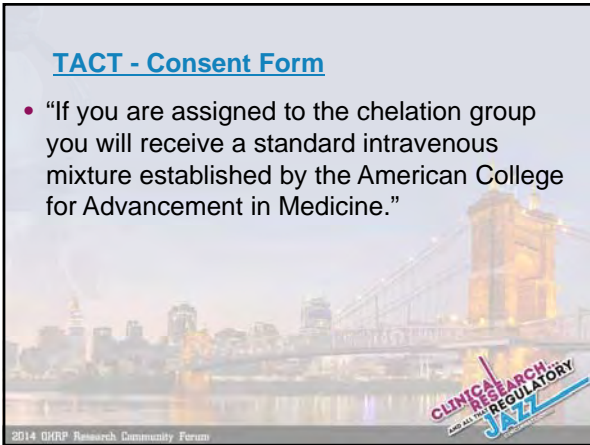 TACT - Consent Form
• “If you are assigned to the chelation group
you will receive a standard intravenous
mixture established by the American College
for Advancement in Medicine.”
CLINICAL
RESEARCH...
AND ALL THAT REGULATORY
JAZZ
2014 OHRP Research Community Forum